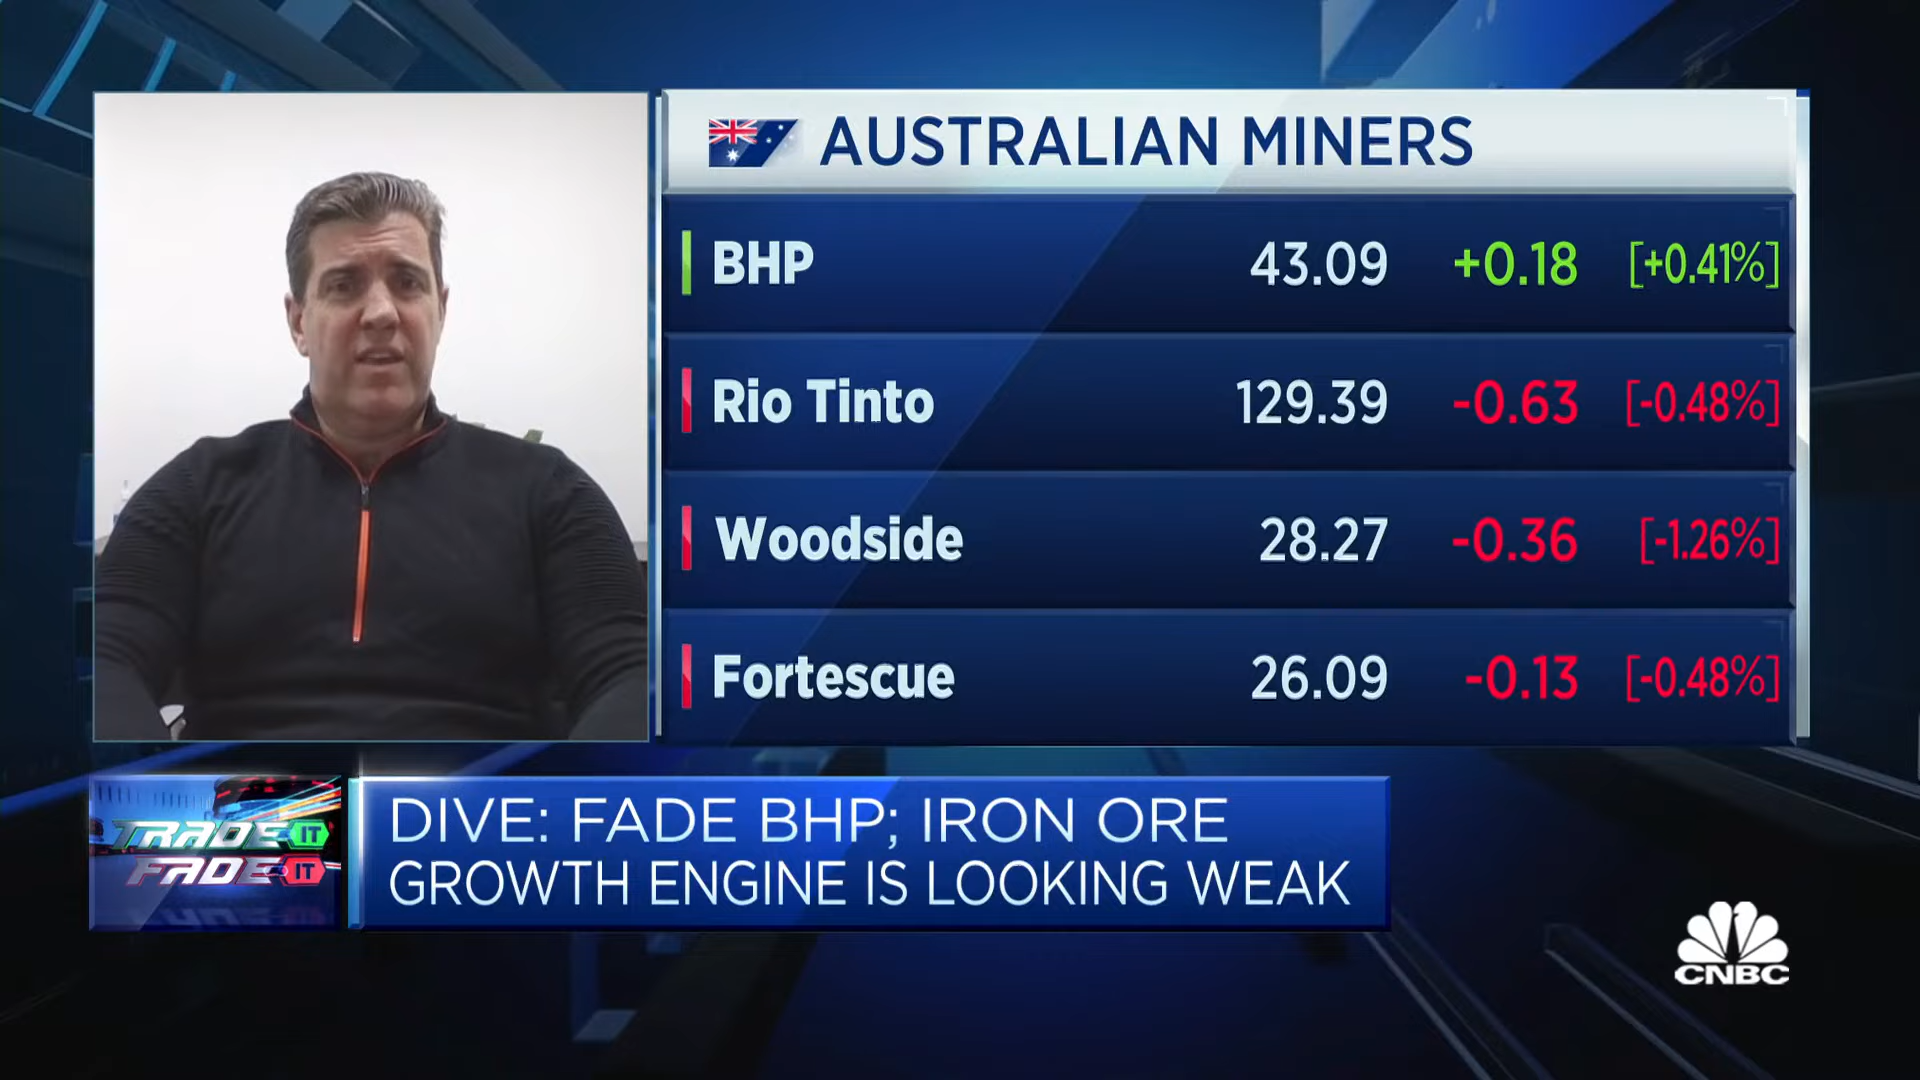 AUSTRALIAN MINERS
BHP 43.09 +0.18 [+0.41%]
Rio Tinto 129.39 -0.63 [-0.48%]
Woodside 28.27 -0.36 [-1.26%]
Fortescue 26.09 -0.13 [-0.48%]
TRADE IT
FADE IT
DIVE: FADE BHP; IRON ORE
GROWTH ENGINE IS LOOKING WEAK
CNBC